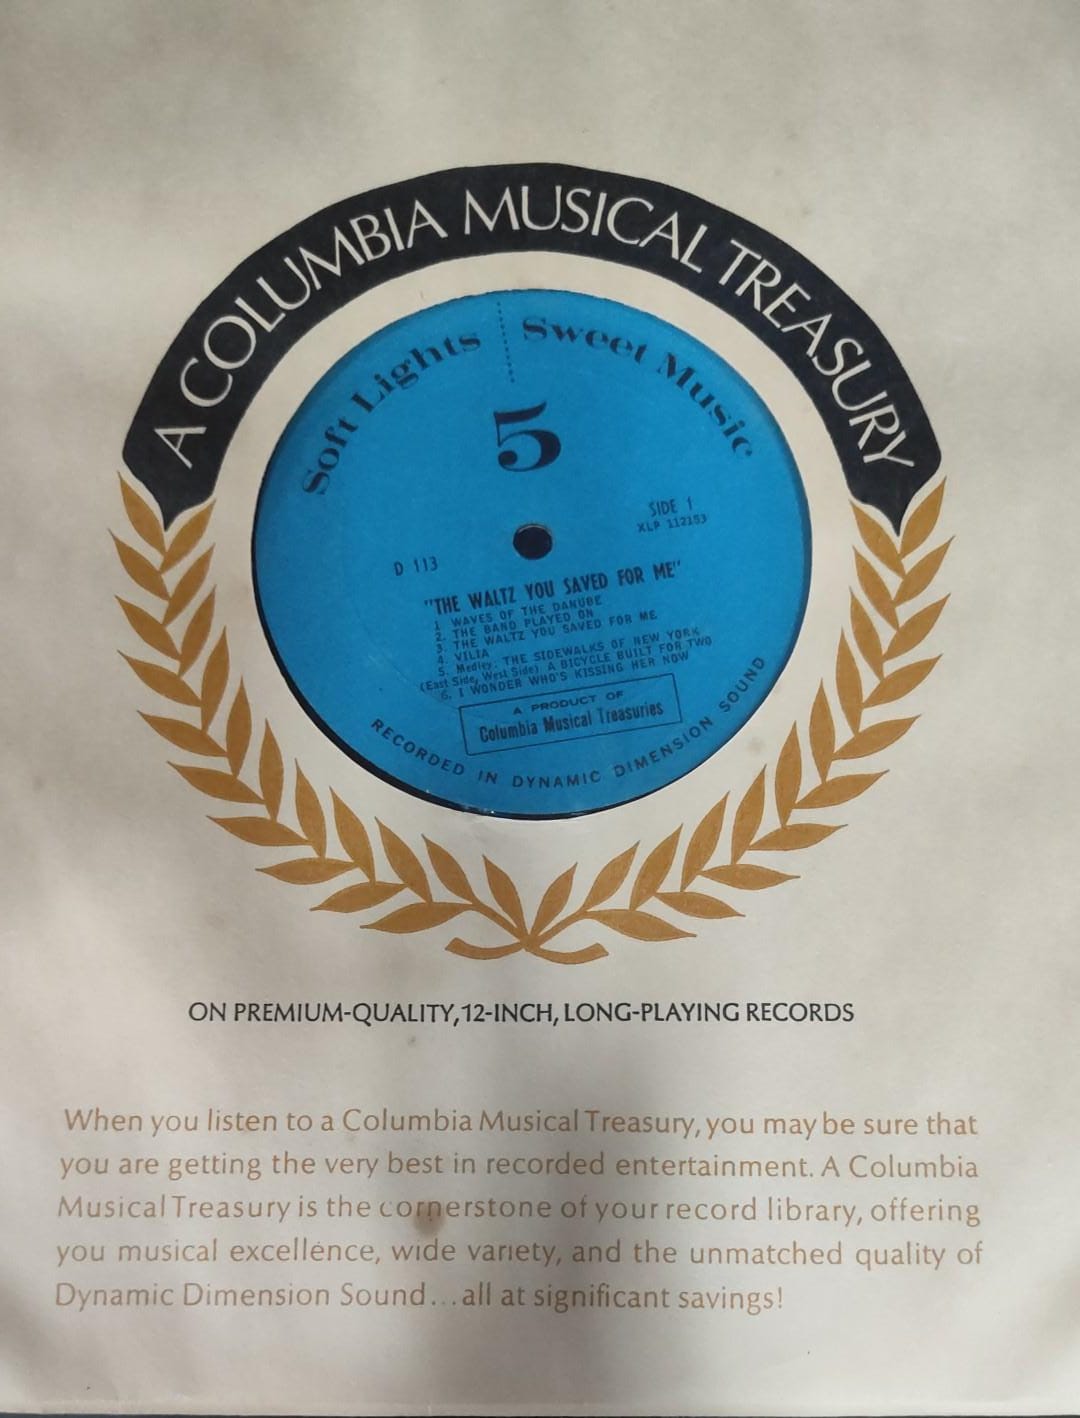 A COLUMBIA MUSICAL TREASURY
Soft Lights Sweet Music
5
SIDE 1
XLP 112153
D 113
"THE WALTZ YOU SAVED FOR ME"
1. WAVES OF THE DANUBE
2. THE BAND PLAYED ON
3. THE WALTZ YOU SAVED FOR ME
4. VILIA
5. Medley: THE SIDEWALKS OF NEW YORK
(East Side, West Side) A BICYCLE BUILT FOR TWO
6. I WONDER WHO'S KISSING HER NOW
A PRODUCT OF
Columbia Musical Treasuries
RECORDED IN DYNAMIC DIMENSION SOUND
ON PREMIUM-QUALITY, 12-INCH, LONG-PLAYING RECORDS
When you listen to a Columbia Musical Treasury, you may be sure that
you are getting the very best in recorded entertainment. A Columbia
Musical Treasury is the cornerstone of your record library, offering
you musical excellence, wide variety, and the unmatched quality of
Dynamic Dimension Sound...all at significant savings!